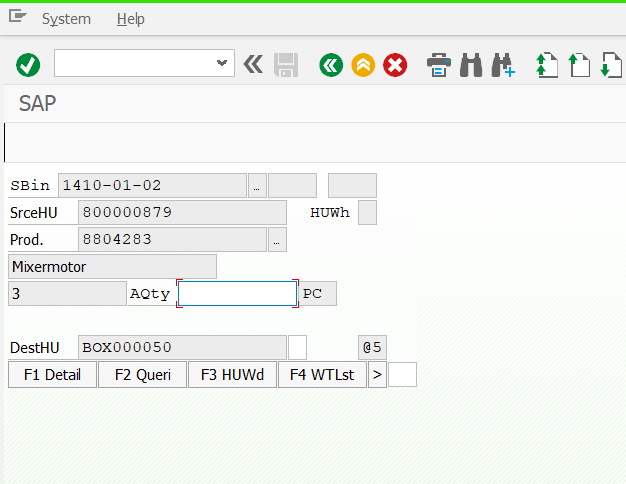 System Help
SAP
SBin 1410-01-02 ...
SrceHU 800000879 HUWh
Prod. 8804283 ...
Mixermotor
3 AQty PC
DestHU BOX000050 @5
F1 Detail F2 Queri F3 HUWd F4 WTLst >